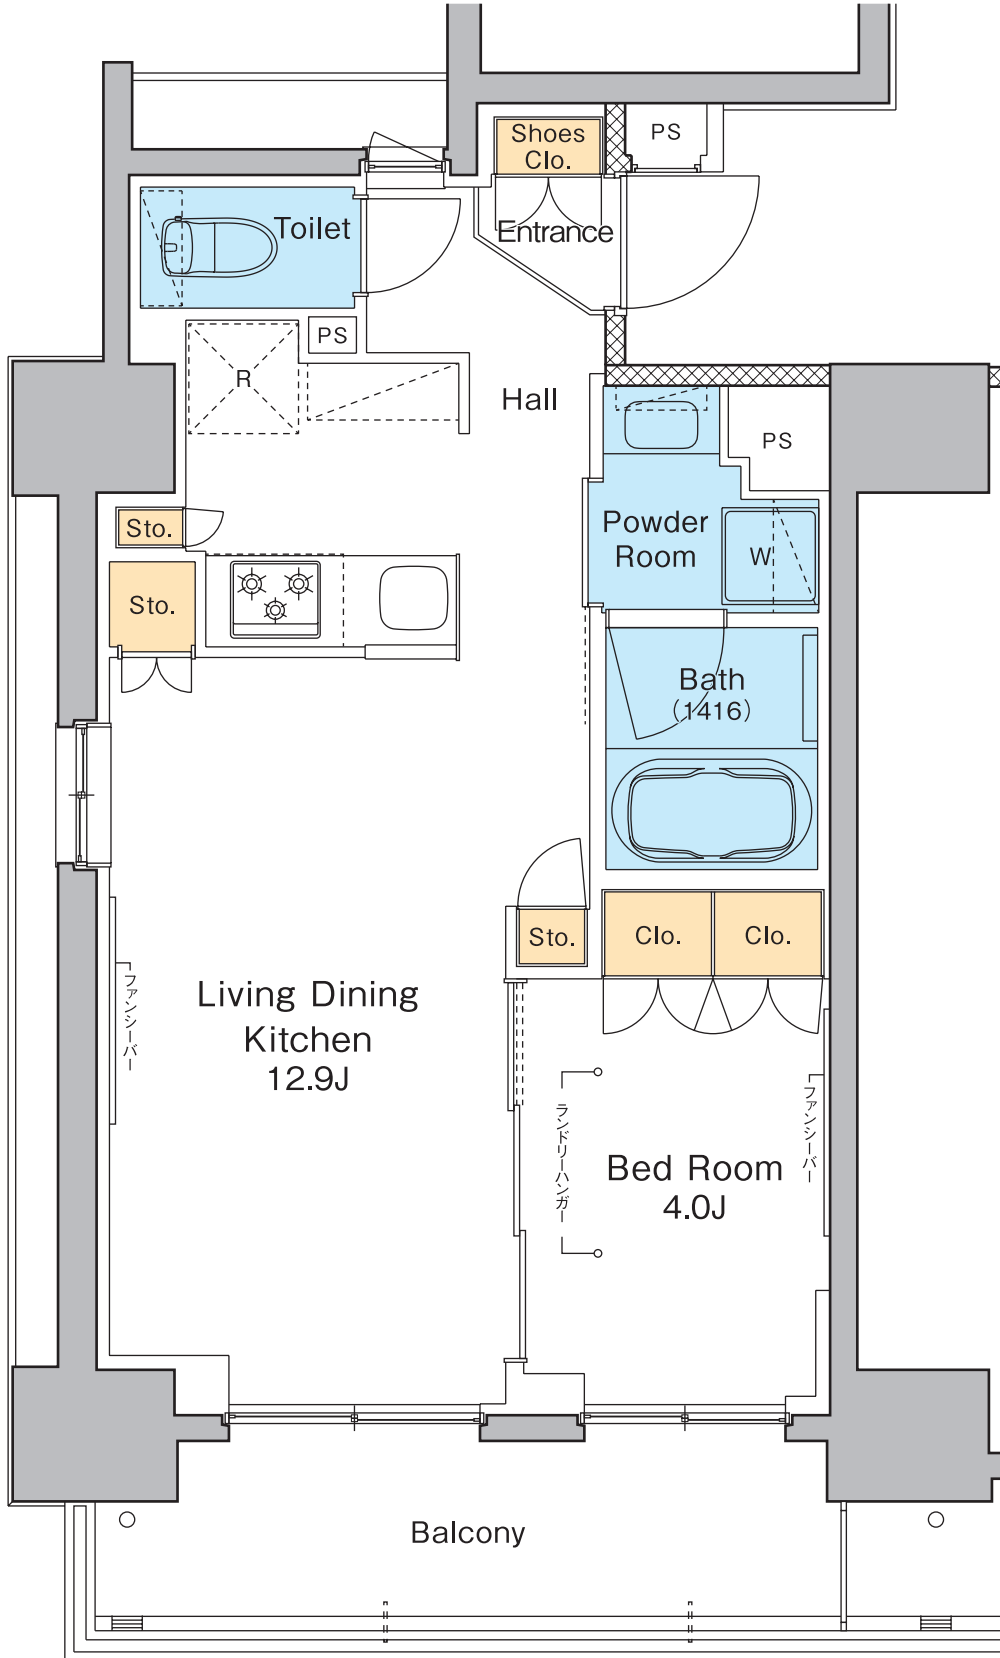 Shoes
Clo.
PS
Toilet
Entrance
PS
R
Hall
PS
Sto.
Powder
Room
W
Sto.
Bath
(1416)
Sto.
Clo.
Clo.
Living Dining
Kitchen
12.9J
ファンシーバー
ランドリーハンガー
ファンシーバー
Bed Room
4.0J
Balcony